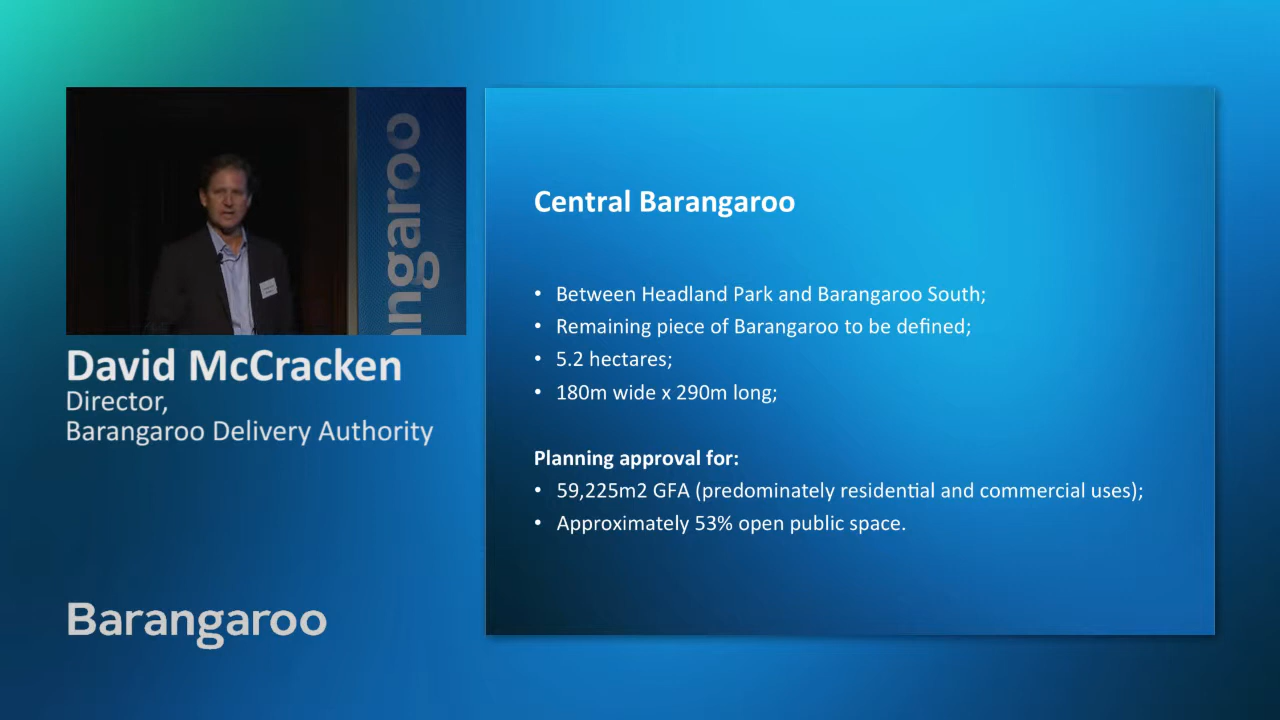 angaroo
David McCracken
Director,
Barangaroo Delivery Authority
Barangaroo
Central Barangaroo
• Between Headland Park and Barangaroo South;
• Remaining piece of Barangaroo to be defined;
• 5.2 hectares;
• 180m wide x 290m long;
Planning approval for:
• 59,225m2 GFA (predominately residential and commercial uses);
• Approximately 53% open public space.